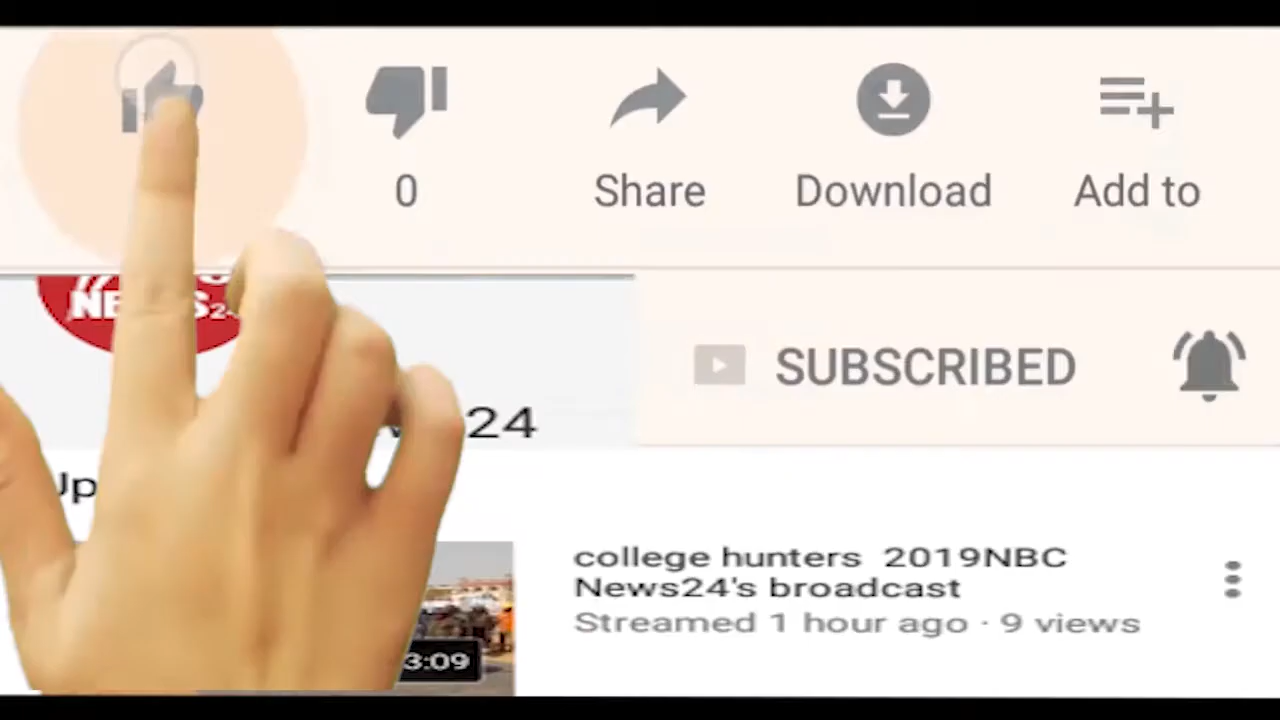 0
Share
Download
Add to
SUBSCRIBED
24
college hunters 2019NBC
News24's broadcast
Streamed 1 hour ago · 9 views
3:09